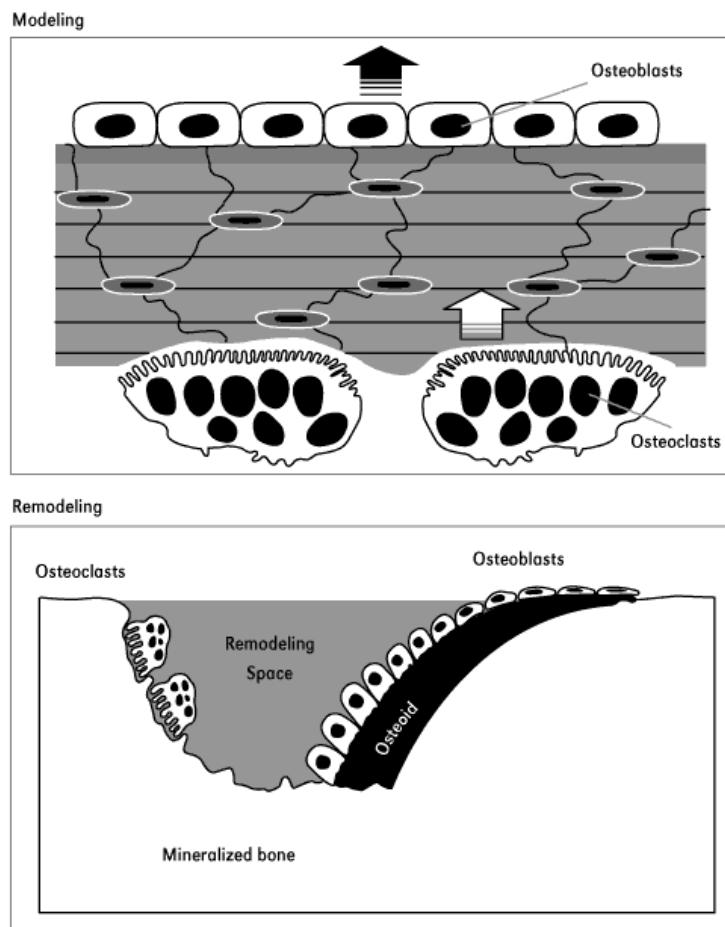 Modeling
Osteoblasts
Osteoclasts
Remodeling
Osteoblasts
Osteoclasts
Remodeling
Space
Osteoid
Mineralized bone